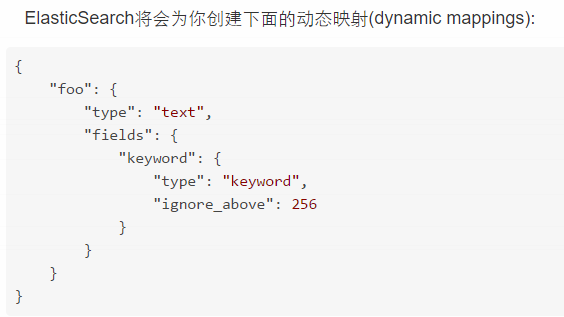 ElasticSearch将会为你创建下面的动态映射(dynamic mappings):
{
    "foo": {
        "type": "text",
        "fields": {
            "keyword": {
                "type": "keyword",
                "ignore_above": 256
            }
        }
    }
}